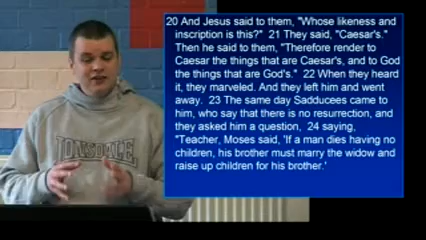 20 And Jesus said to them, "Whose likeness and
inscription is this?"  21 They said, "Caesar's."
Then he said to them, "Therefore render to
Caesar the things that are Caesar's, and to God
the things that are God's."  22 When they heard
it, they marveled. And they left him and went
away.  23 The same day Sadducees came to
him, who say that there is no resurrection, and
they asked him a question,  24 saying,
"Teacher, Moses said, 'If a man dies having no
children, his brother must marry the widow and
raise up children for his brother.'
LONSDALE